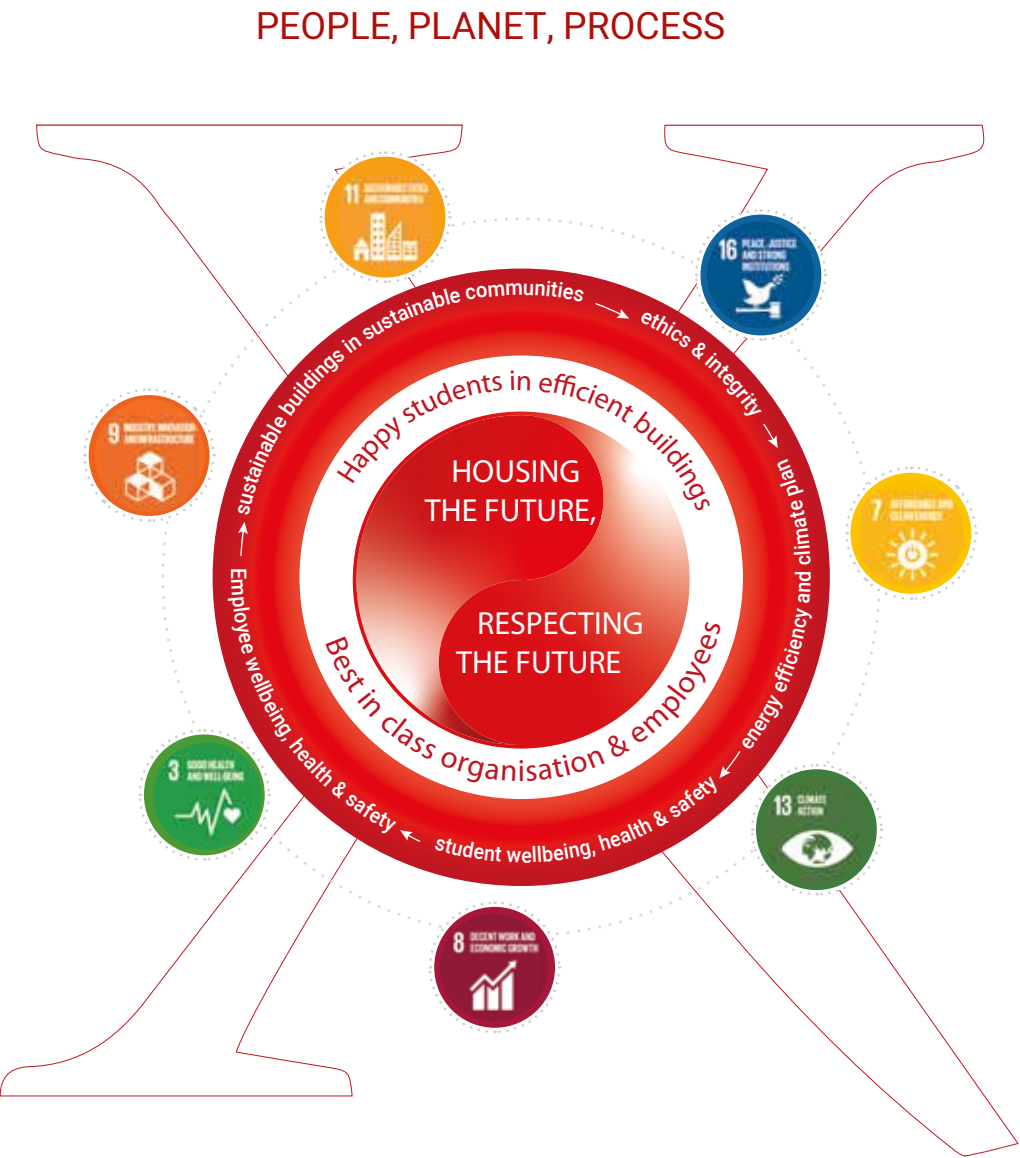 PEOPLE, PLANET, PROCESS
11 SUSTAINABLE CITIES
AND COMMUNITIES
16 PEACE, JUSTICE
AND STRONG
INSTITUTIONS
9 INDUSTRY, INNOVATION
AND INFRASTRUCTURE
7 AFFORDABLE AND
CLEAN ENERGY
3 GOOD HEALTH
AND WELL-BEING
13 CLIMATE
ACTION
8 DECENT WORK AND
ECONOMIC GROWTH
sustainable buildings in sustainable communities
ethics & integrity
energy efficiency and climate plan
student wellbeing, health & safety
Employee wellbeing, health & safety
Happy students in efficient buildings
Best in class organisation & employees
HOUSING
THE FUTURE,
RESPECTING
THE FUTURE